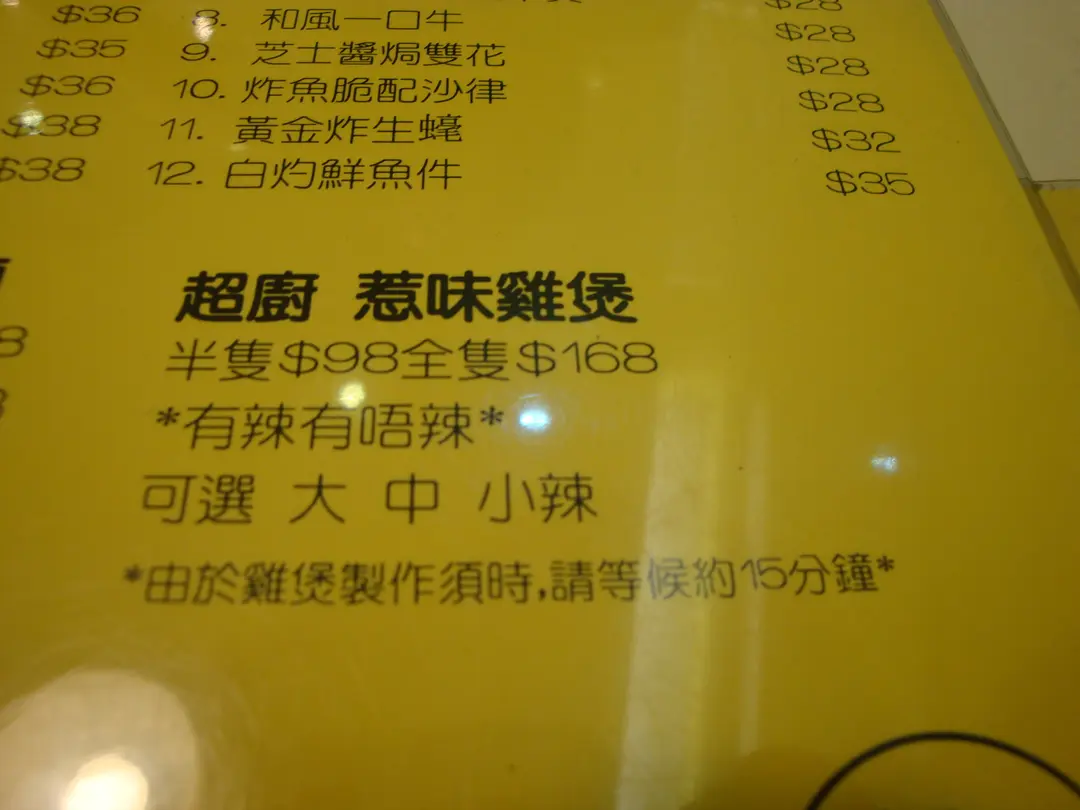 $28
$36 8. 和風一口牛 $28
$35 9. 芝士醬焗雙花 $28
$36 10. 炸魚脆配沙律 $28
$38 11. 黃金炸生蠔 $32
$38 12. 白灼鮮魚件 $35
超廚 惹味雞煲
半隻$98全隻$168
*有辣有唔辣*
可選 大 中 小辣
*由於雞煲製作須時,請等候約15分鐘*